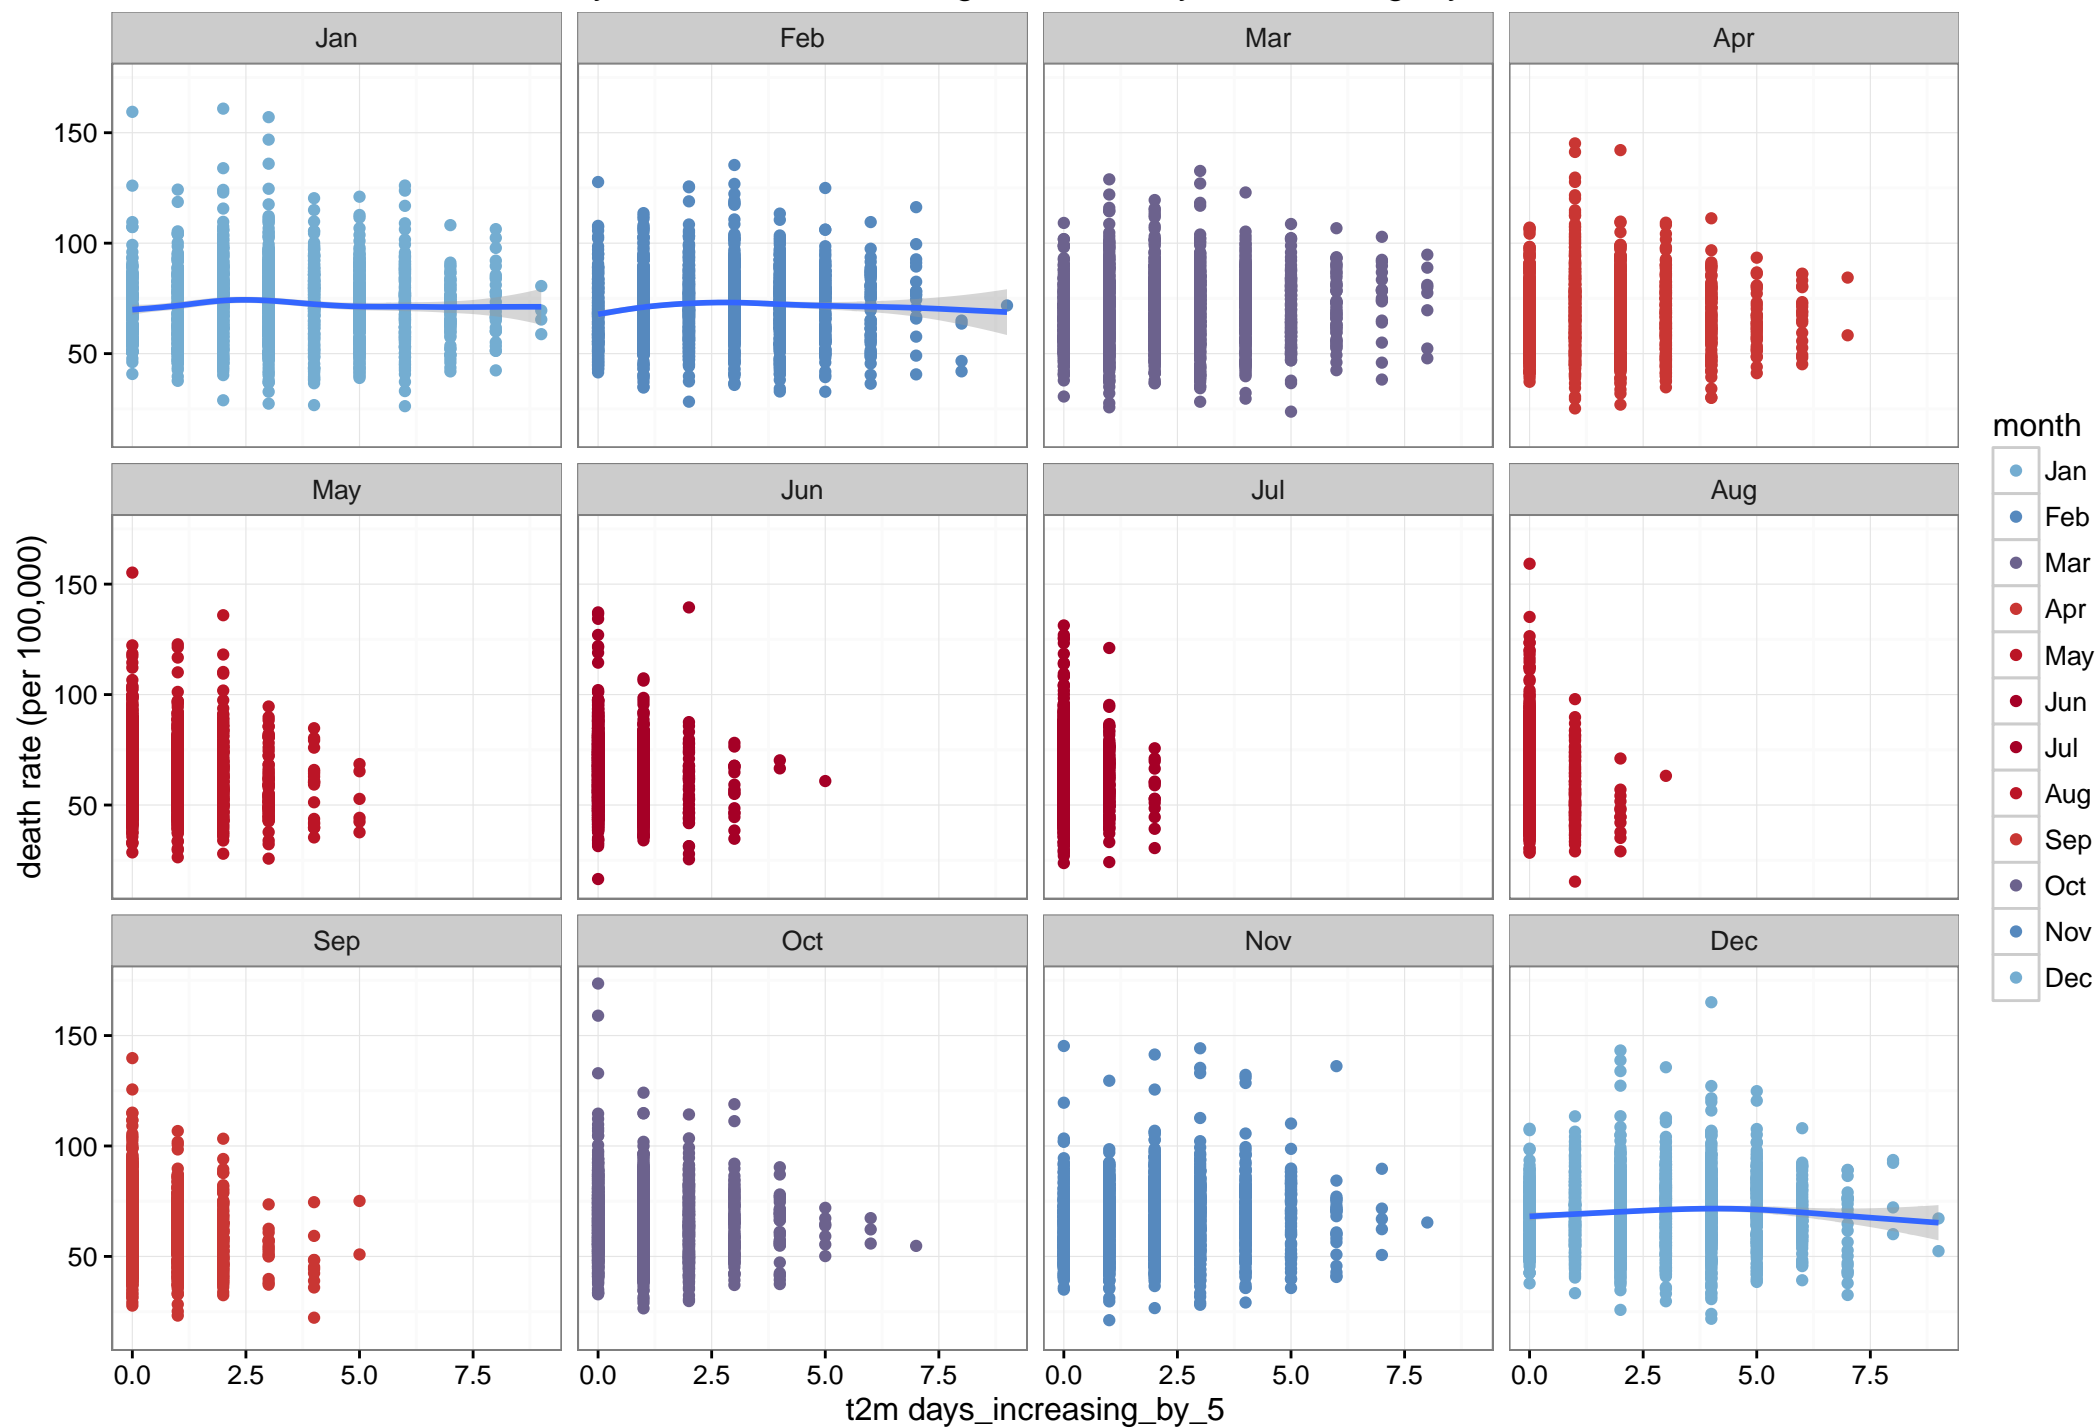 Jan Feb Mar Apr
150
100
50
May Jun Jul Aug
150
100
50
Sep Oct Nov Dec
150
100
50
0.0 2.5 5.0 7.5 0.0 2.5 5.0 7.5 0.0 2.5 5.0 7.5 0.0 2.5 5.0 7.5
t2m days_increasing_by_5
death rate (per 100,000)
month
Jan
Feb
Mar
Apr
May
Jun
Jul
Aug
Sep
Oct
Nov
Dec